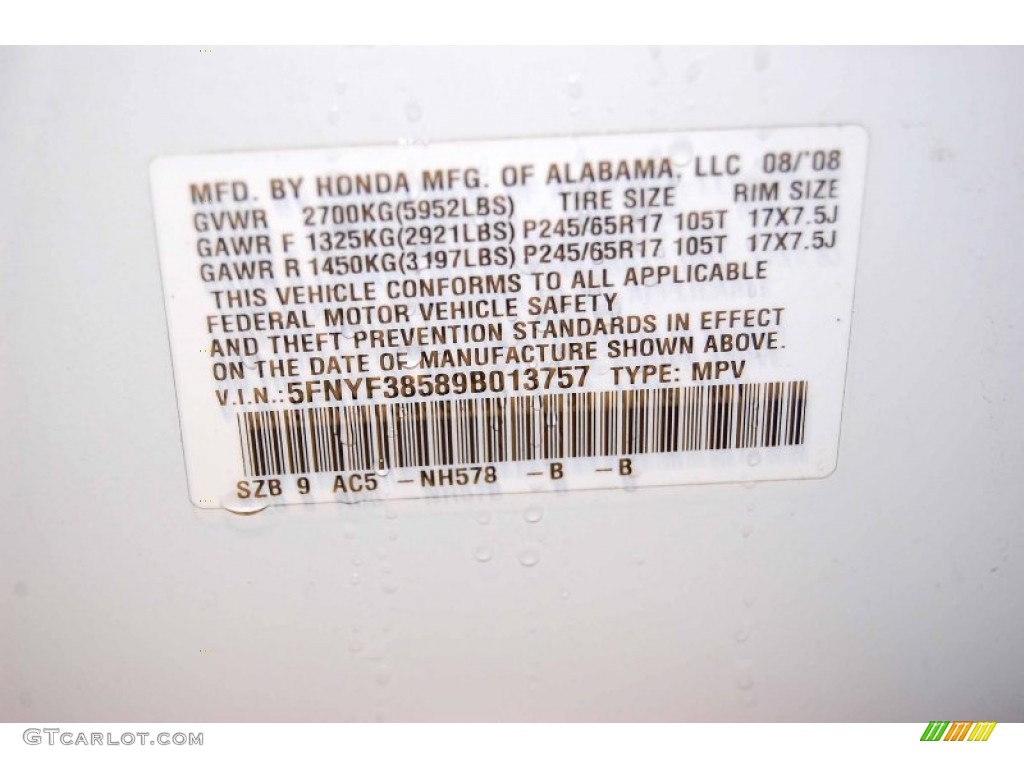 MFD. BY HONDA MFG. OF ALABAMA, LLC 08/'08
GVWR 2700KG(5952LBS) TIRE SIZE RIM SIZE
GAWR F 1325KG(2921LBS) P245/65R17 105T 17X7.5J
GAWR R 1450KG(3197LBS) P245/65R17 105T 17X7.5J
THIS VEHICLE CONFORMS TO ALL APPLICABLE
FEDERAL MOTOR VEHICLE SAFETY
AND THEFT PREVENTION STANDARDS IN EFFECT
ON THE DATE OF MANUFACTURE SHOWN ABOVE.
V.I.N.:5FNYF38589B013757 TYPE: MPV
SZB 9 AC5 -NH578 -B -B
GTCARLOT.COM